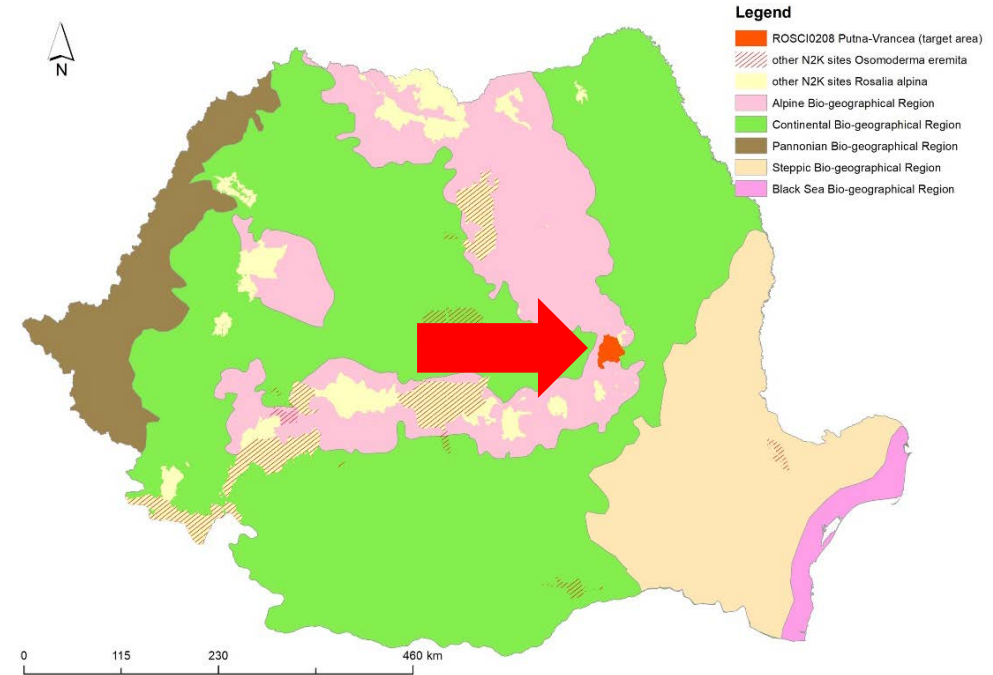 Legend
ROSCI0208 Putna-Vrancea (target area)
other N2K sites Osomoderma eremita
other N2K sites Rosalia alpina
Alpine Bio-geographical Region
Continental Bio-geographical Region
Pannonian Bio-geographical Region
Steppic Bio-geographical Region
Black Sea Bio-geographical Region
N
0 115 230 460 km